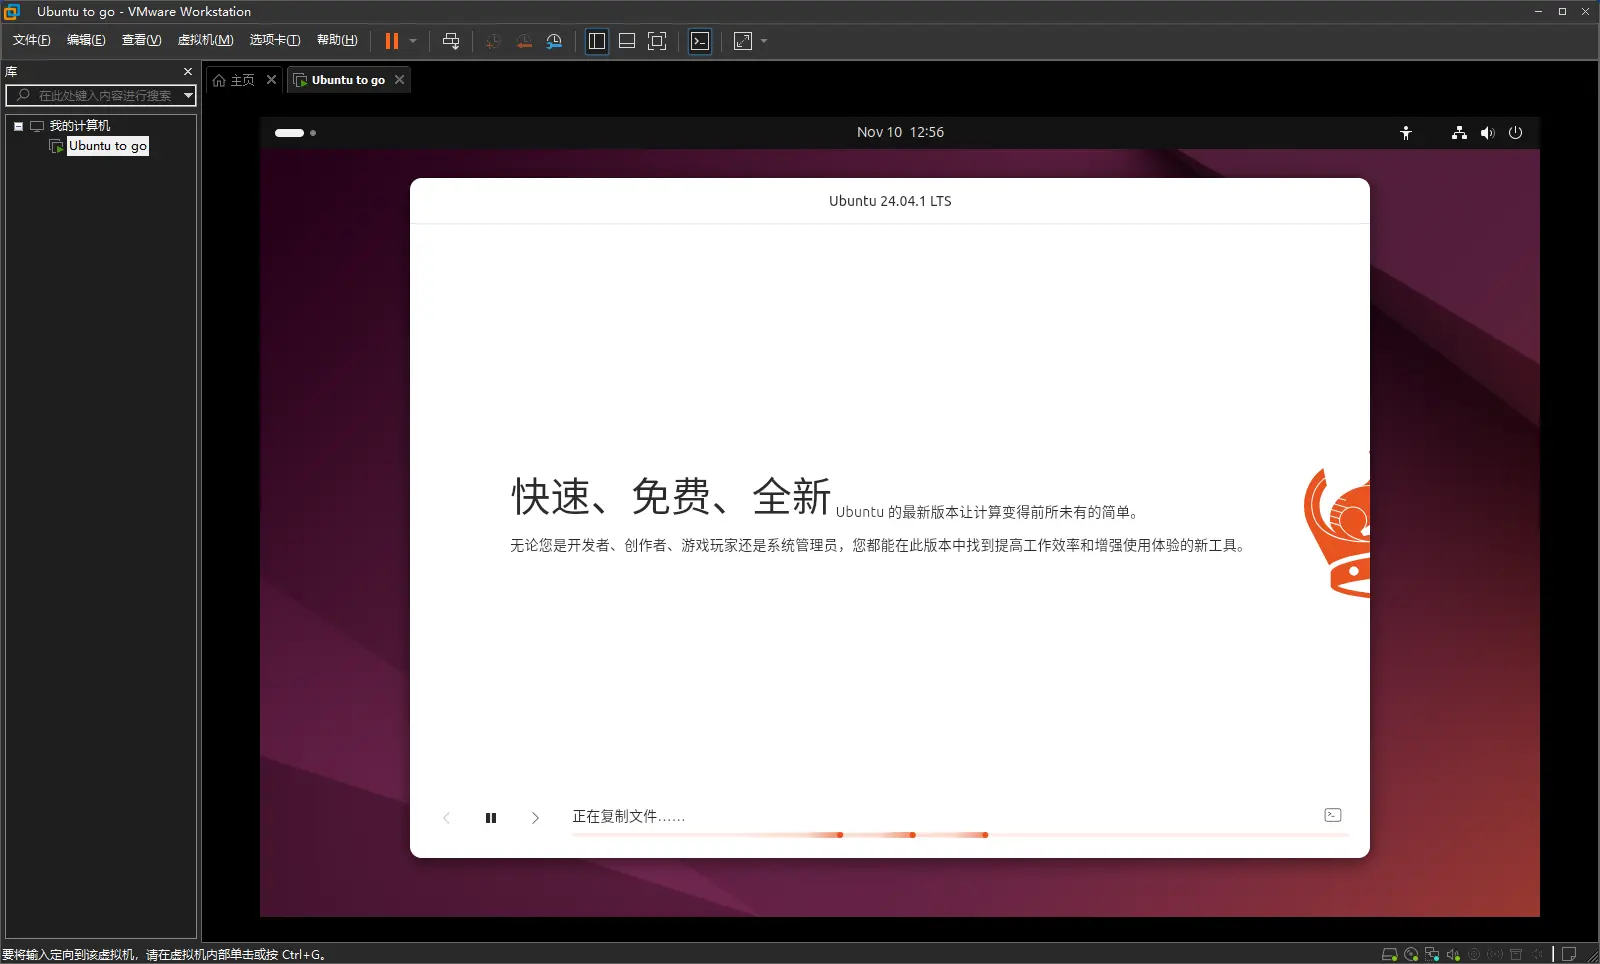 Ubuntu to go - VMware Workstation
文件(F) 编辑(E) 查看(V) 虚拟机(M) 选项卡(T) 帮助(H)
库
在此处键入内容进行搜索
我的计算机
Ubuntu to go
主页
Ubuntu to go
Nov 10 12:56
Ubuntu 24.04.1 LTS
快速、免费、全新 Ubuntu 的最新版本让计算变得前所未有的简单。
无论您是开发者、创作者、游戏玩家还是系统管理员，您都能在此版本中找到提高工作效率和增强使用体验的新工具。
正在复制文件……
要将输入定向到该虚拟机，请在虚拟机内部单击或按 Ctrl+G。